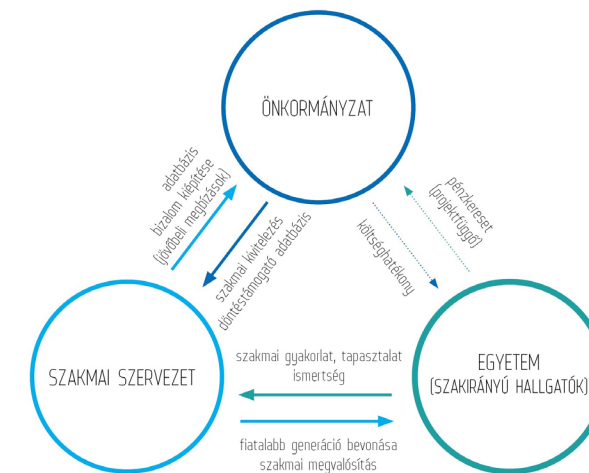 ÖNKORMÁNYZAT
adatbázis
bizalom kiépítése
(jövőbeli megbízások)
szakmai kivitelezés
döntéstámogató adatbázis
pénzkereset
(projektfüggő)
költséghatékony
SZAKMAI SZERVEZET
szakmai gyakorlat, tapasztalat
ismertség
fiatalabb generáció bevonása
szakmai megvalósítás
EGYETEM
(SZAKIRÁNYÚ HALLGATÓK)